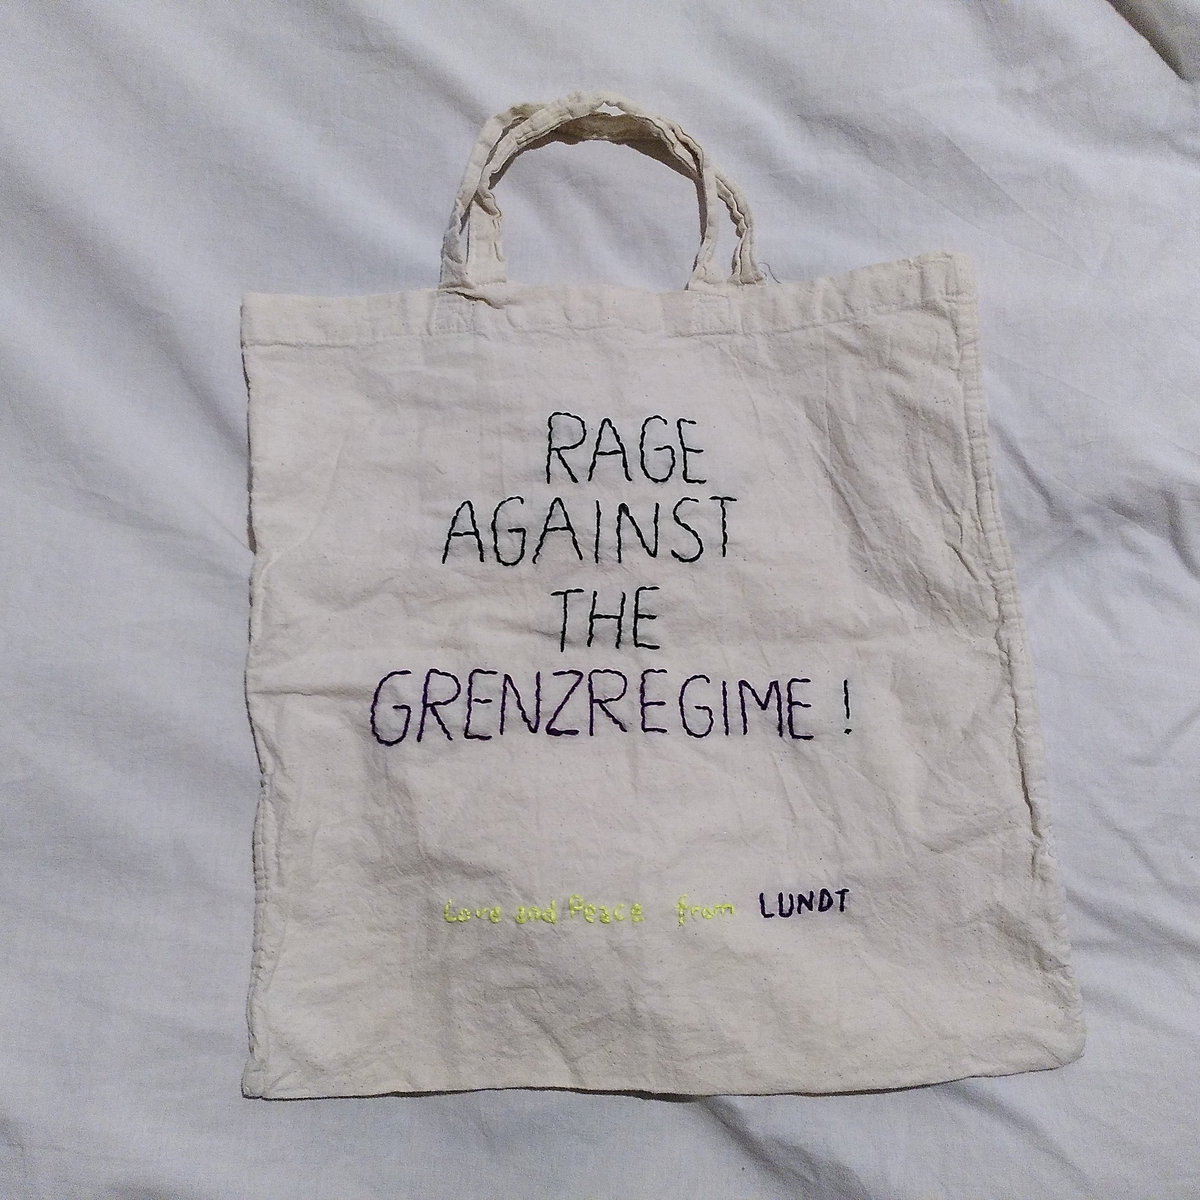 RAGE
AGAINST
THE
GRENZREGIME !
Love and Peace from LUNDT